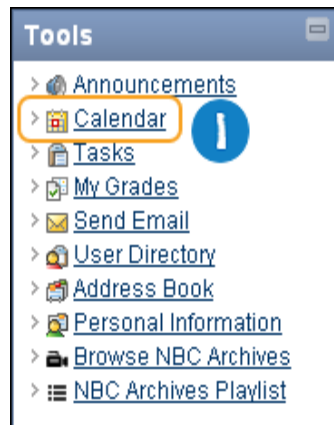 Tools
Announcements
Calendar
1
Tasks
My Grades
Send Email
User Directory
Address Book
Personal Information
Browse NBC Archives
NBC Archives Playlist